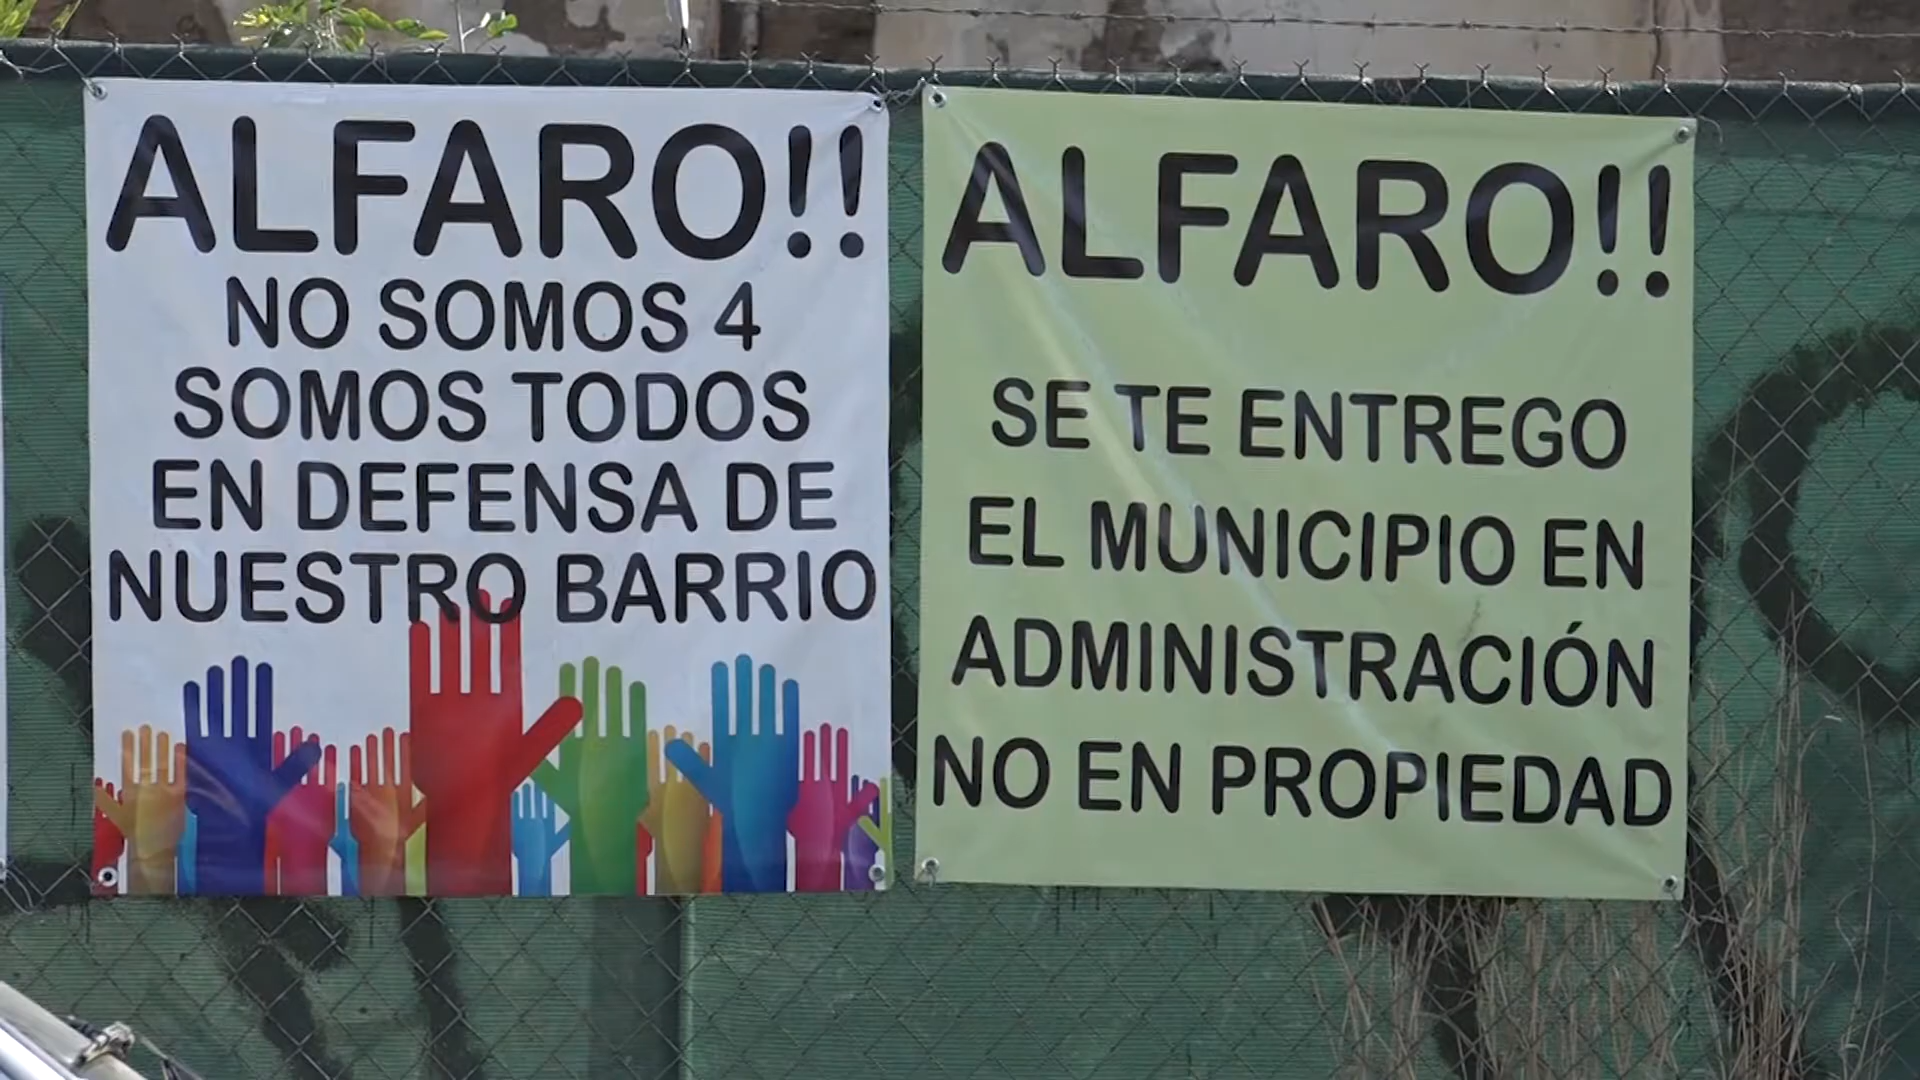 ALFARO!!
NO SOMOS 4
SOMOS TODOS
EN DEFENSA DE
NUESTRO BARRIO
ALFARO!!
SE TE ENTREGO
EL MUNICIPIO EN
ADMINISTRACIÓN
NO EN PROPIEDAD